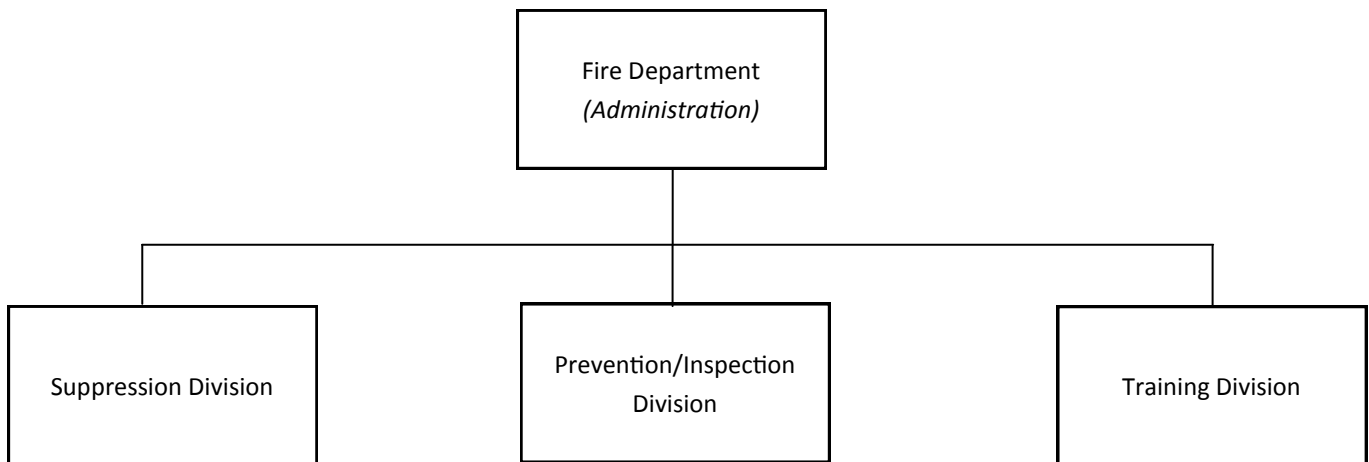 Fire Department
(Administration)
Suppression Division
Prevention/Inspection
Division
Training Division